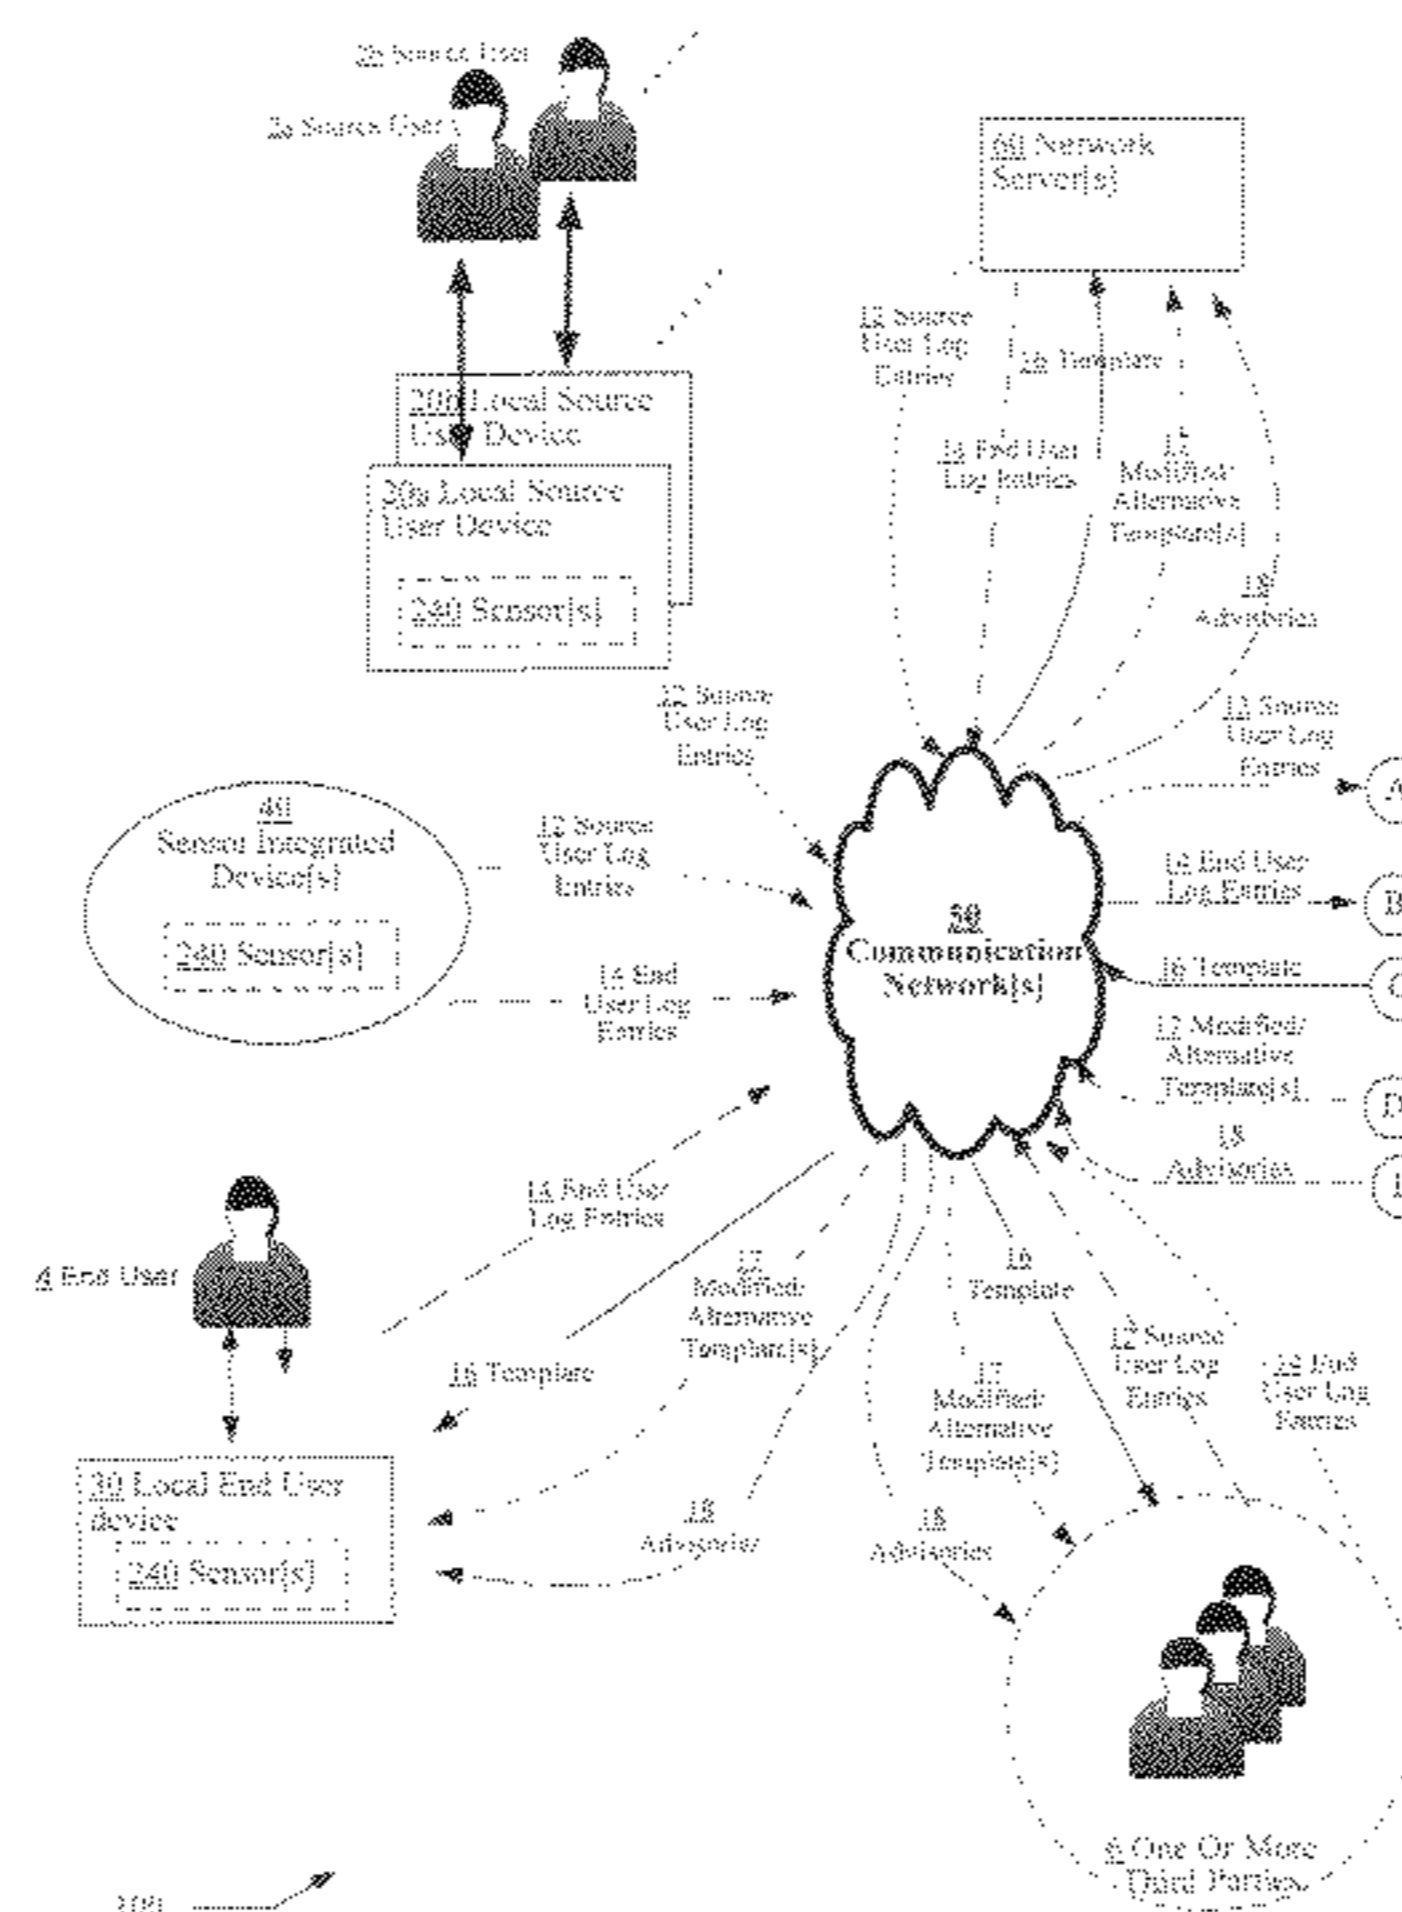 2b Source User
2a Source User
60 Network
Server[s]
12 Source
User Log
Entries
16 Template
20b Local Source
User Device
14 End User
Log Entries
17
Modified/
Alternative
Template[s]
20a Local Source
User Device
240 Sensor[s]
18
Advisories
12 Source
User Log
Entries
12 Source
User Log
Entries
A
40
Sensor Integrated
Device[s]
240 Sensor[s]
12 Source
User Log
Entries
14 End User
Log Entries
B
50
Communication
Network[s]
14 End
User Log
Entries
16 Template
17 Modified/
Alternative
Template[s]
D
18
Advisories
14 End User
Log Entries
4 End User
17
Modified/
Alternative
Template[s]
16
Template
16 Template
12 Source
User Log
Entries
14 End
User Log
Entries
17
Modified/
Alternative
Template[s]
30 Local End User
device
240 Sensor[s]
18
Advisories
18
Advisories
6 One Or More
Third Parties
100